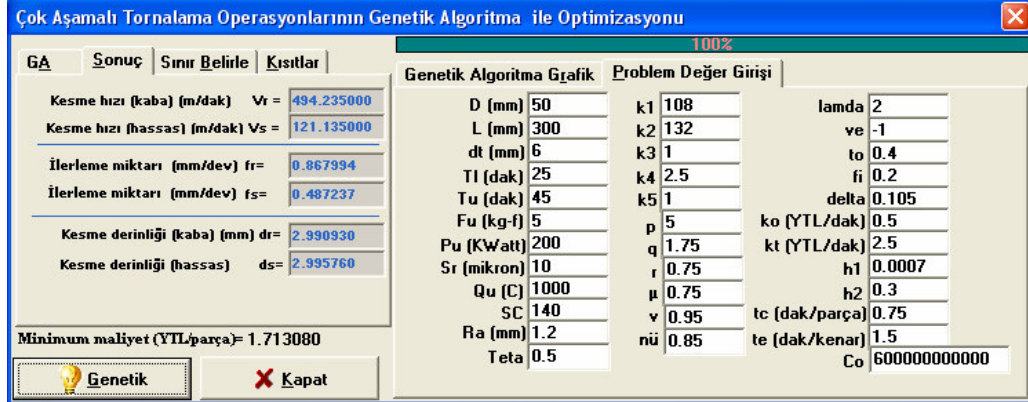 Çok Aşamalı Tornalama Operasyonlarının Genetik Algoritma ile Optimizasyonu
100%
GA Sonuç Sınır Belirle Kısıtlar
Kesme hızı (kaba) (m/dak) Vr = 494.235000
Kesme hızı (hassas) (m/dak) Vs = 121.135000
İlerleme miktarı (mm/dev) fr= 0.867994
İlerleme miktarı (mm/dev) fs= 0.487237
Kesme derinliği (kaba) (mm) dr= 2.990930
Kesme derinliği (hassas) ds= 2.995760
Minimum maliyet (YTL/parça)= 1.713080
Genetik Kapat
Genetik Algoritma Grafik Problem Değer Girişi
D (mm) 50
L (mm) 300
dt (mm) 6
Tl (dak) 25
Tu (dak) 45
Fu (kg-f) 5
Pu (KWatt) 200
Sr (mikron) 10
Qu (C) 1000
SC 140
Ra (mm) 1.2
Teta 0.5
k1 108
k2 132
k3 1
k4 2.5
k5 1
p 5
q 1.75
r 0.75
µ 0.75
v 0.95
nü 0.85
lamda 2
ve -1
to 0.4
fi 0.2
delta 0.105
ko (YTL/dak) 0.5
kt (YTL/dak) 2.5
h1 0.0007
h2 0.3
tc (dak/parça) 0.75
te (dak/kenar) 1.5
Co 600000000000